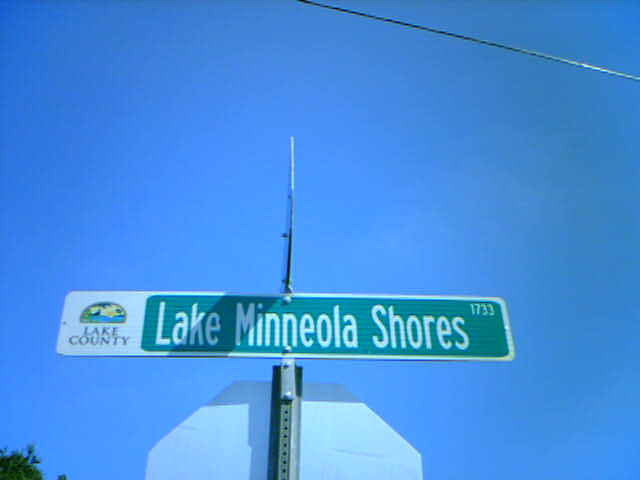 LAKE
COUNTY
Lake Minneola Shores
1733